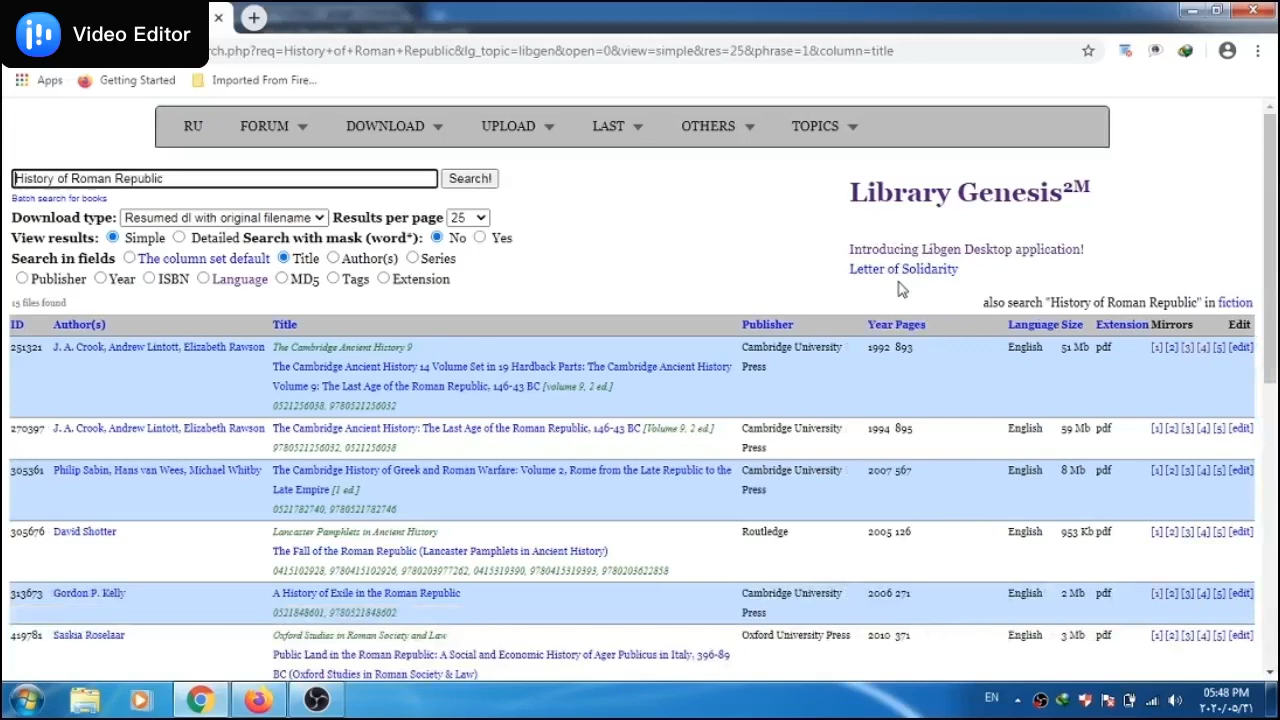 Video Editor
rch.php?req=History+of+Roman+Republic&lg_topic=libgen&open=0&view=simple&res=25&phrase=1&column=title
Apps Getting Started Imported From Fire...
RU FORUM DOWNLOAD UPLOAD LAST OTHERS TOPICS
History of Roman Republic Search!
Batch search for books
Library Genesis2M
Download type: Resumed dl with original filename Results per page 25
View results: Simple Detailed Search with mask (word*): No Yes
Introducing Libgen Desktop application!
Search in fields The column set default Title Author(s) Series
Letter of Solidarity
Publisher Year ISBN Language MD5 Tags Extension
15 files found
also search "History of Roman Republic" in fiction
ID Author(s) Title Publisher Year Pages Language Size Extension Mirrors Edit
251321 J. A. Crook, Andrew Lintott, Elizabeth Rawson The Cambridge Ancient History 9 Cambridge University 1992 893 English 51 Mb pdf [1] [2] [3] [4] [5] [edit]
The Cambridge Ancient History 14 Volume Set in 19 Hardback Parts: The Cambridge Ancient History Press
Volume 9: The Last Age of the Roman Republic, 146-43 BC [volume 9, 2 ed.]
0521256038, 9780521256032
270397 J. A. Crook, Andrew Lintott, Elizabeth Rawson The Cambridge Ancient History: The Last Age of the Roman Republic, 146-43 BC [Volume 9, 2 ed.] Cambridge University 1994 895 English 59 Mb pdf [1] [2] [3] [4] [5] [edit]
9780521256032, 0521256038 Press
305361 Philip Sabin, Hans van Wees, Michael Whitby The Cambridge History of Greek and Roman Warfare: Volume 2, Rome from the Late Republic to the Cambridge University 2007 567 English 8 Mb pdf [1] [2] [3] [4] [5] [edit]
Late Empire [1 ed.] Press
0521782740, 9780521782746
305676 David Shotter Lancaster Pamphlets in Ancient History Routledge 2005 126 English 953 Kb pdf [1] [2] [3] [4] [5] [edit]
The Fall of the Roman Republic (Lancaster Pamphlets in Ancient History)
0415102928, 9780415102926, 9780203977262, 0415319390, 9780415319393, 9780203622858
313673 Gordon P. Kelly A History of Exile in the Roman Republic Cambridge University 2006 271 English 2 Mb pdf [1] [2] [3] [4] [5] [edit]
0521848601, 9780521848602 Press
419781 Saskia Roselaar Oxford Studies in Roman Society and Law Oxford University Press 2010 371 English 3 Mb pdf [1] [2] [3] [4] [5] [edit]
Public Land in the Roman Republic: A Social and Economic History of Ager Publicus in Italy, 396-89
BC (Oxford Studies in Roman Society & Law)
EN 05:48 PM
۲۰۲۰/۰۵/۳۱